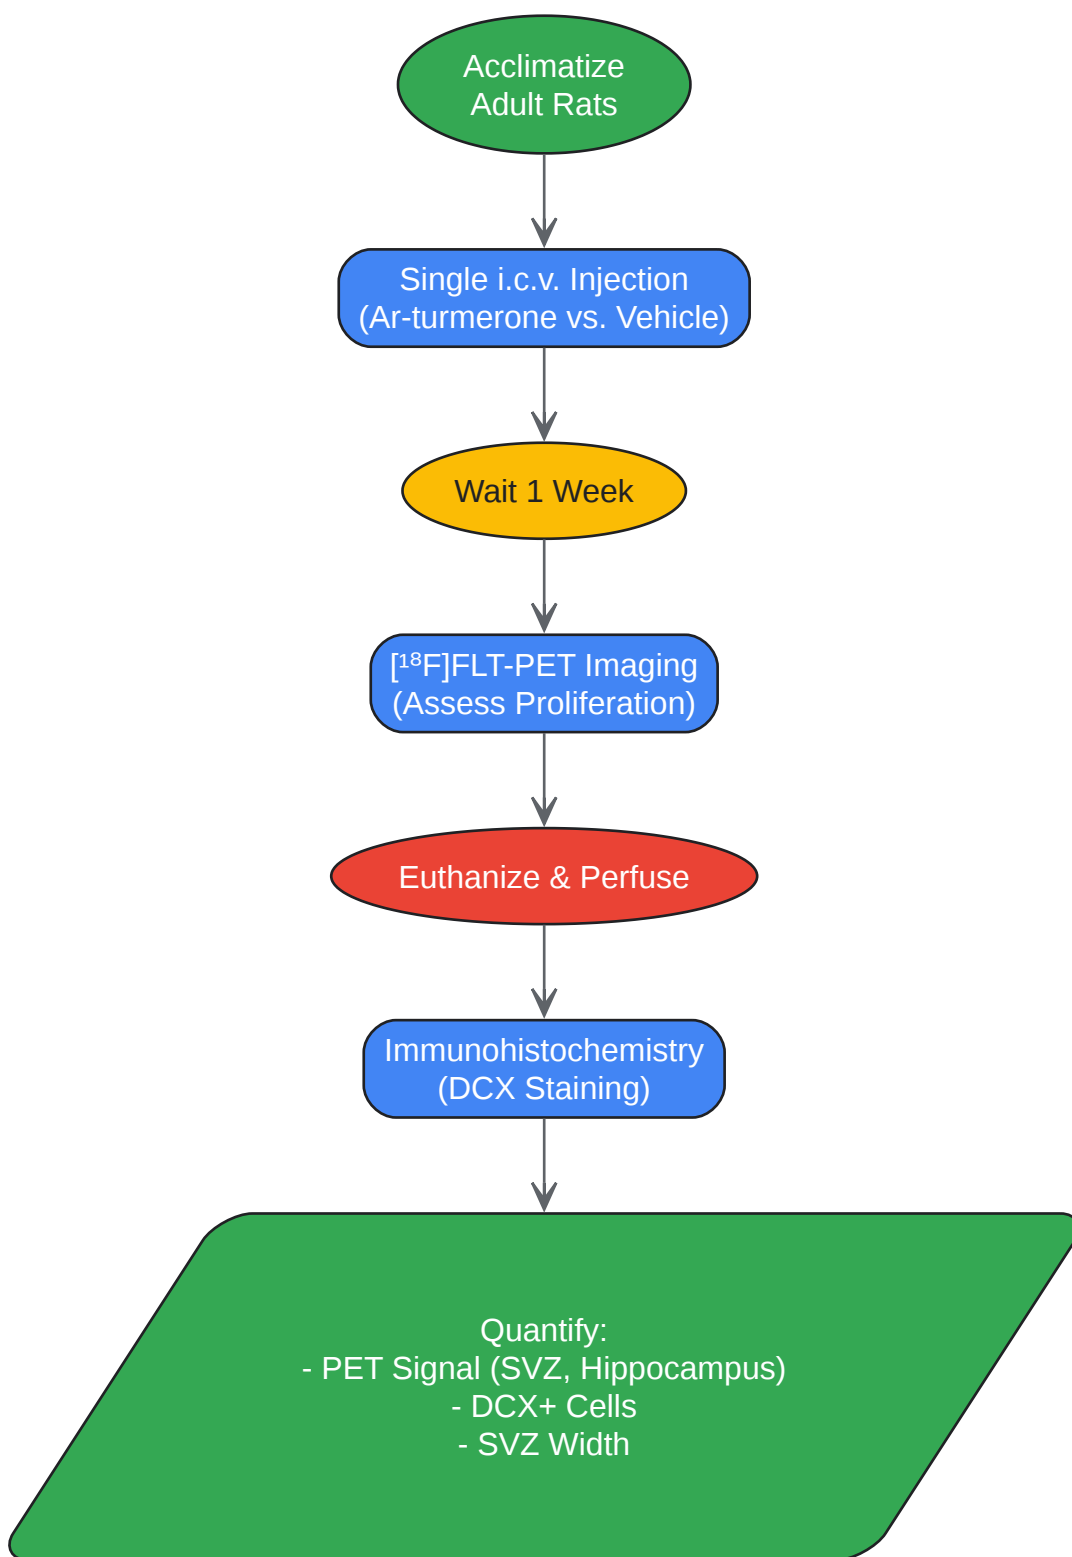 Acclimatize
Adult Rats
Single i.c.v. Injection
(Ar-turmerone vs. Vehicle)
Wait 1 Week
[¹⁸F]FLT-PET Imaging
(Assess Proliferation)
Euthanize & Perfuse
Immunohistochemistry
(DCX Staining)
Quantify:
- PET Signal (SVZ, Hippocampus)
- DCX+ Cells
- SVZ Width